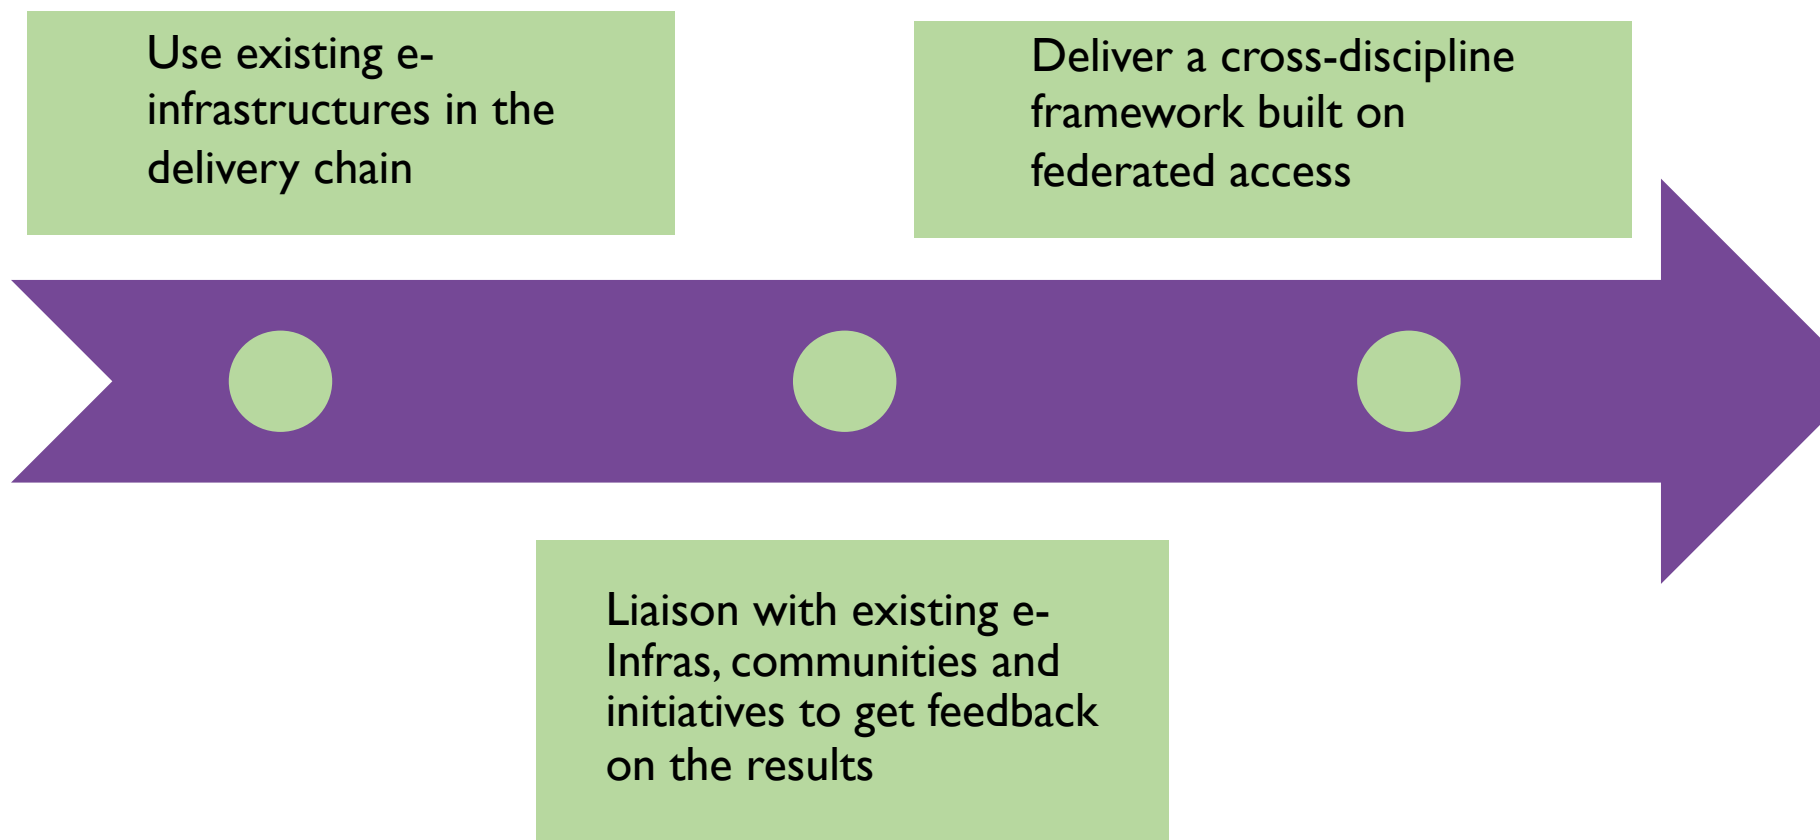 Use existing e-
infrastructures in the
delivery chain
Deliver a cross-discipline
framework built on
federated access
Liaison with existing e-
Infras, communities and
initiatives to get feedback
on the results